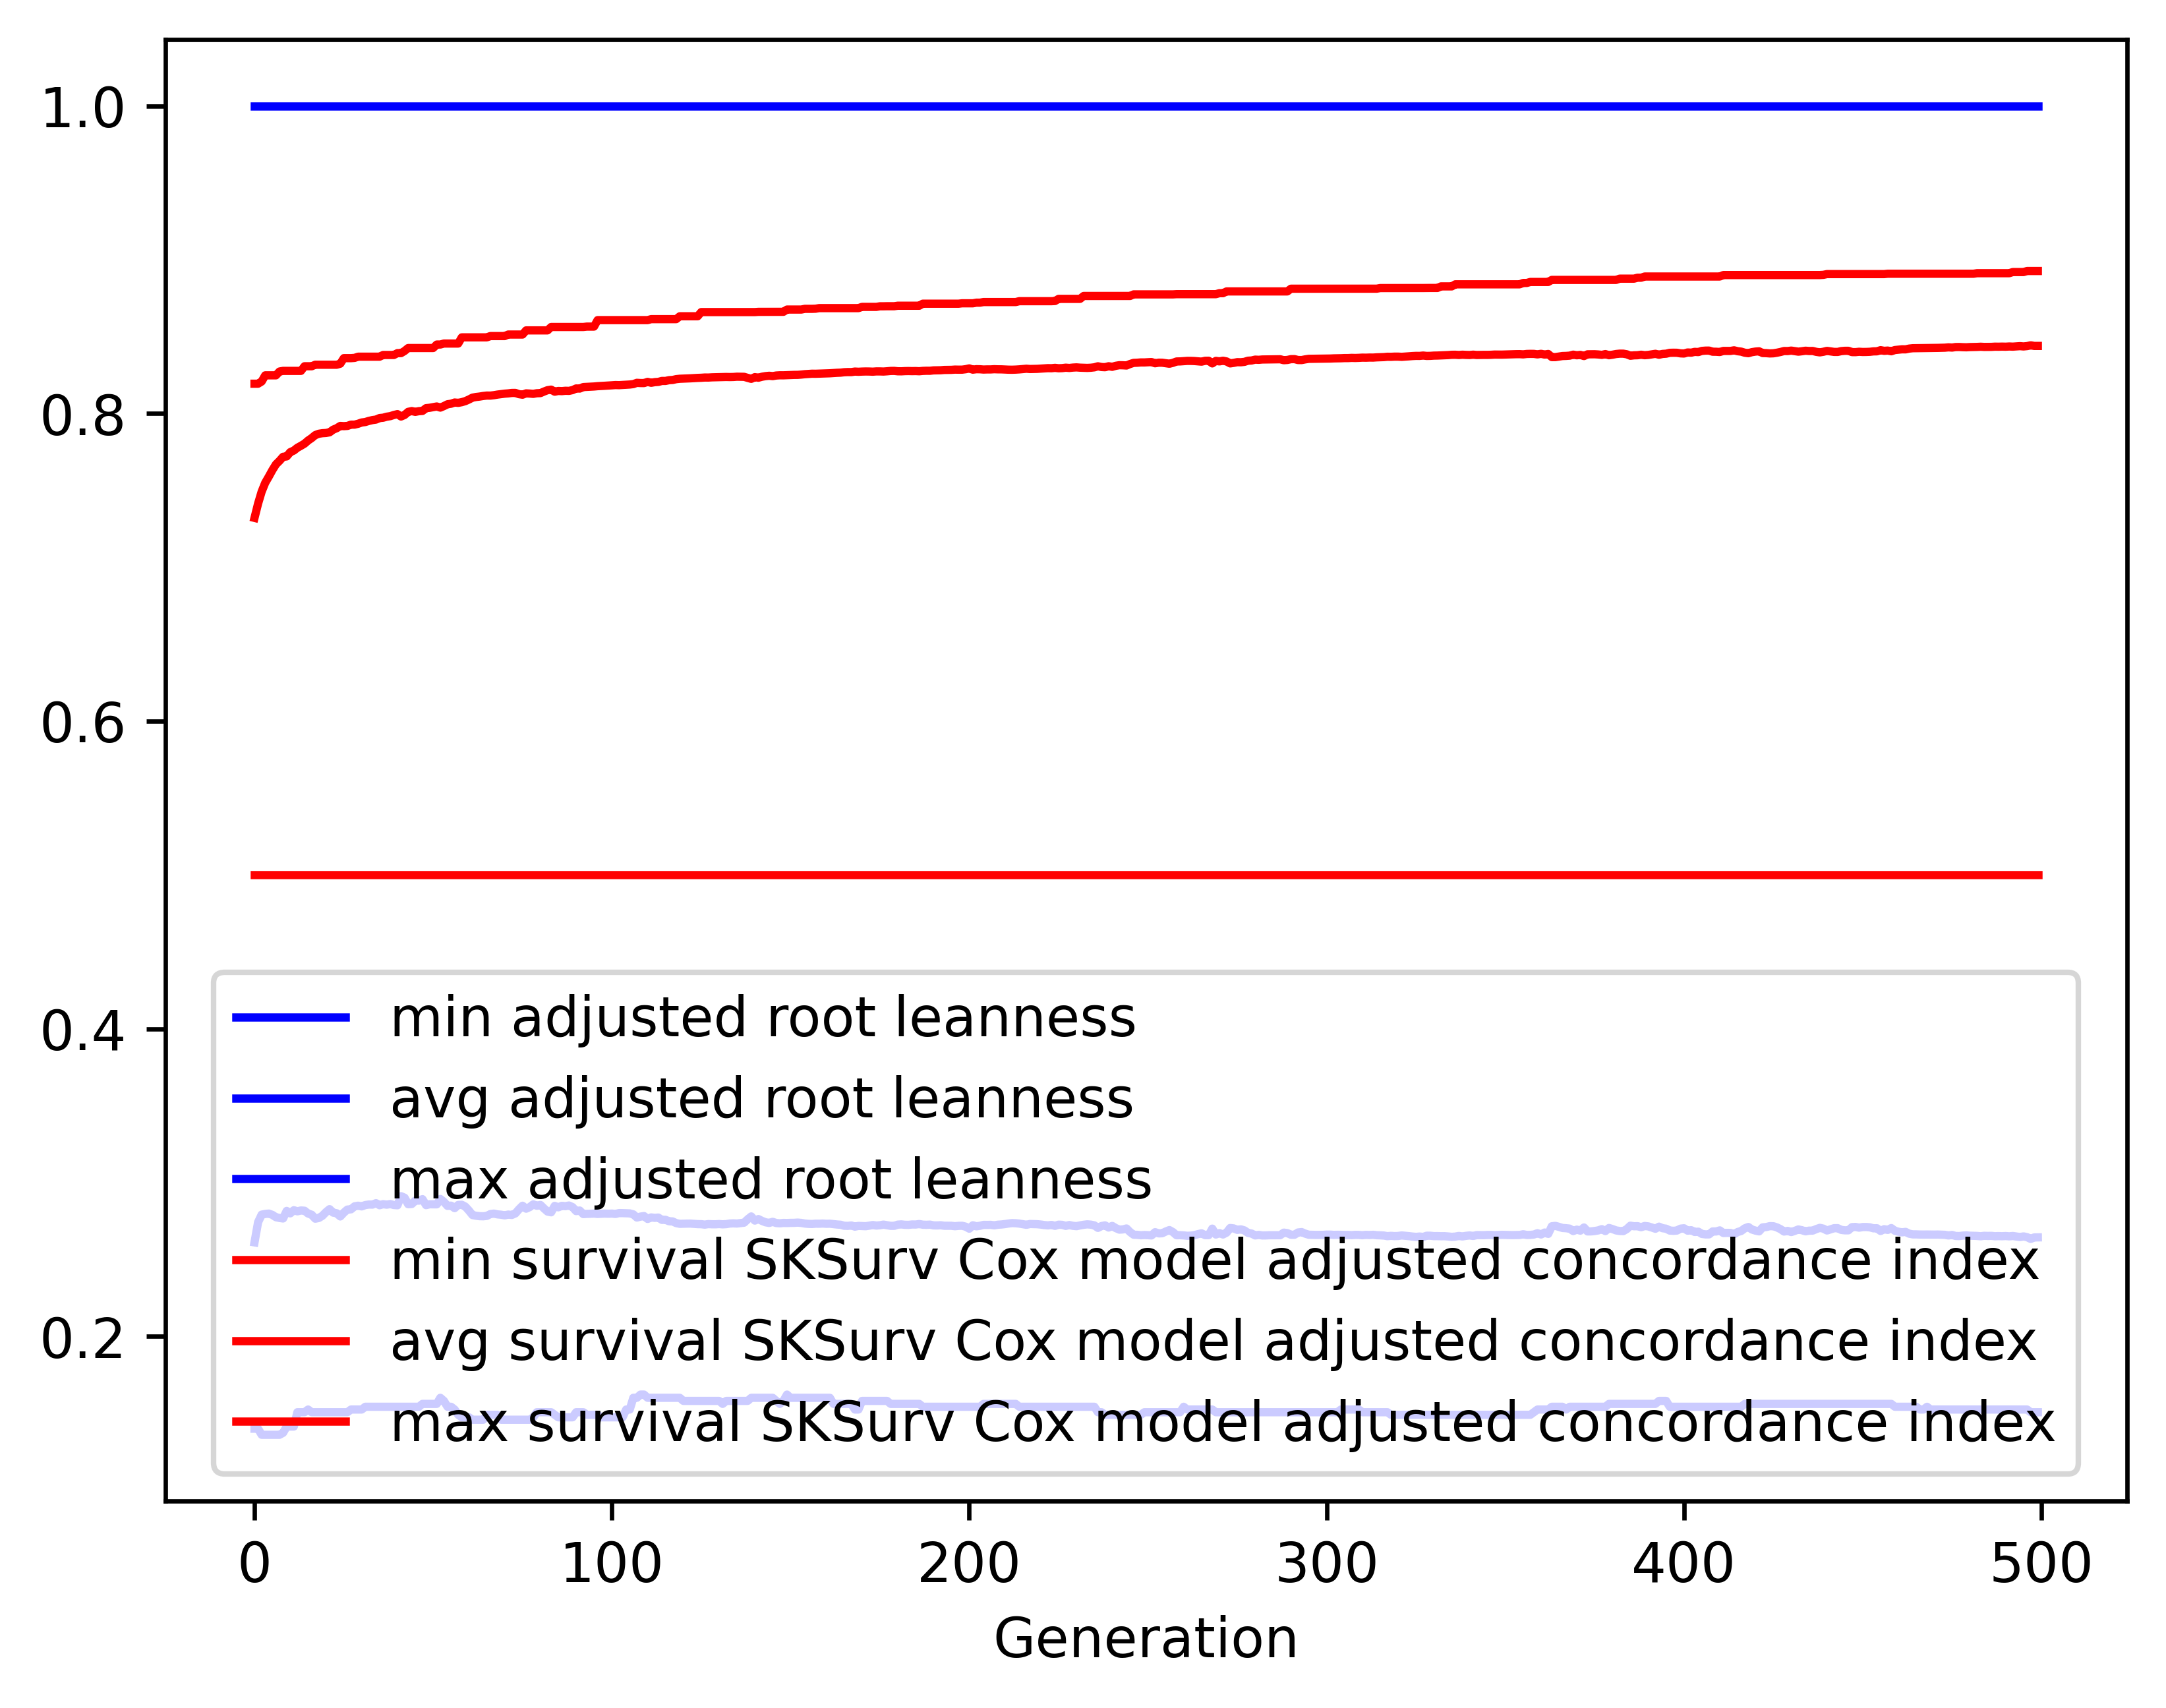 1.0
0.8
0.6
0.4
0.2
min adjusted root leanness
avg adjusted root leanness
max adjusted root leanness
min survival SKSurv Cox model adjusted concordance index
avg survival SKSurv Cox model adjusted concordance index
max survival SKSurv Cox model adjusted concordance index
0 100 200 300 400 500
Generation